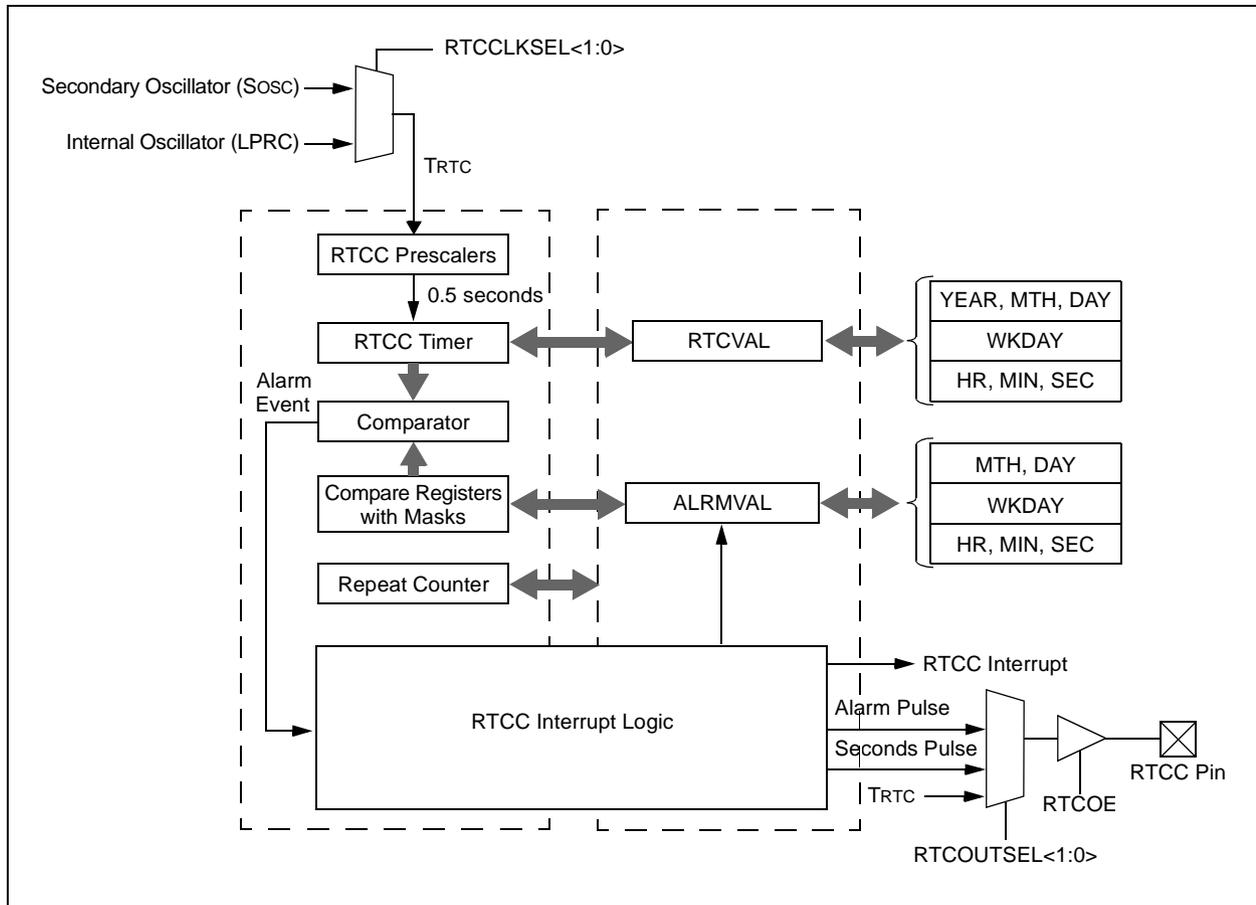 RTCCLKSEL<1:0>
Secondary Oscillator (SOSC)
Internal Oscillator (LPRC)
TRTC
RTCC Prescalers
0.5 seconds
RTCC Timer
RTCVAL
YEAR, MTH, DAY
WKDAY
HR, MIN, SEC
Alarm
Event
Comparator
Compare Registers
with Masks
ALRMVAL
MTH, DAY
WKDAY
HR, MIN, SEC
Repeat Counter
RTCC Interrupt Logic
RTCC Interrupt
Alarm Pulse
Seconds Pulse
TRTC
RTCC Pin
RTCOE
RTCOUTSEL<1:0>